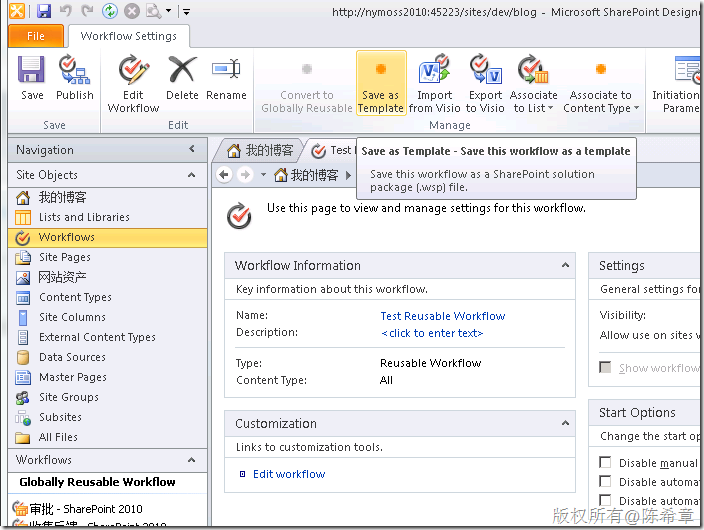 http://nymoss2010:45223/sites/dev/blog - Microsoft SharePoint Designe
File
Workflow Settings
Save
Publish
Edit Workflow
Delete
Rename
Convert to Globally Reusable
Save as Template
Import from Visio
Export to Visio
Associate to List
Associate to Content Type
Initiation
Parame
Save
Edit
Manage
Navigation
我的博客
Test
Save as Template - Save this workflow as a template
Save this workflow as a SharePoint solution
package (.wsp) file.
Site Objects
我的博客
我的博客
Lists and Libraries
Workflows
Site Pages
网站资产
Content Types
Site Columns
External Content Types
Data Sources
Master Pages
Site Groups
Subsites
All Files
Workflows
Globally Reusable Workflow
审批 - SharePoint 2010
收集反馈 - SharePoint 2010
Use this page to view and manage settings for this workflow.
Workflow Information
Key information about this workflow.
Name: Test Reusable Workflow
Description: <click to enter text>
Type: Reusable Workflow
Content Type: All
Customization
Links to customization tools.
Edit workflow
Settings
General settings for
Visibility:
Allow use on sites w
Show workflow
Start Options
Change the start op
Disable manual
Disable automa
Disable automa
版权所有@陈希章